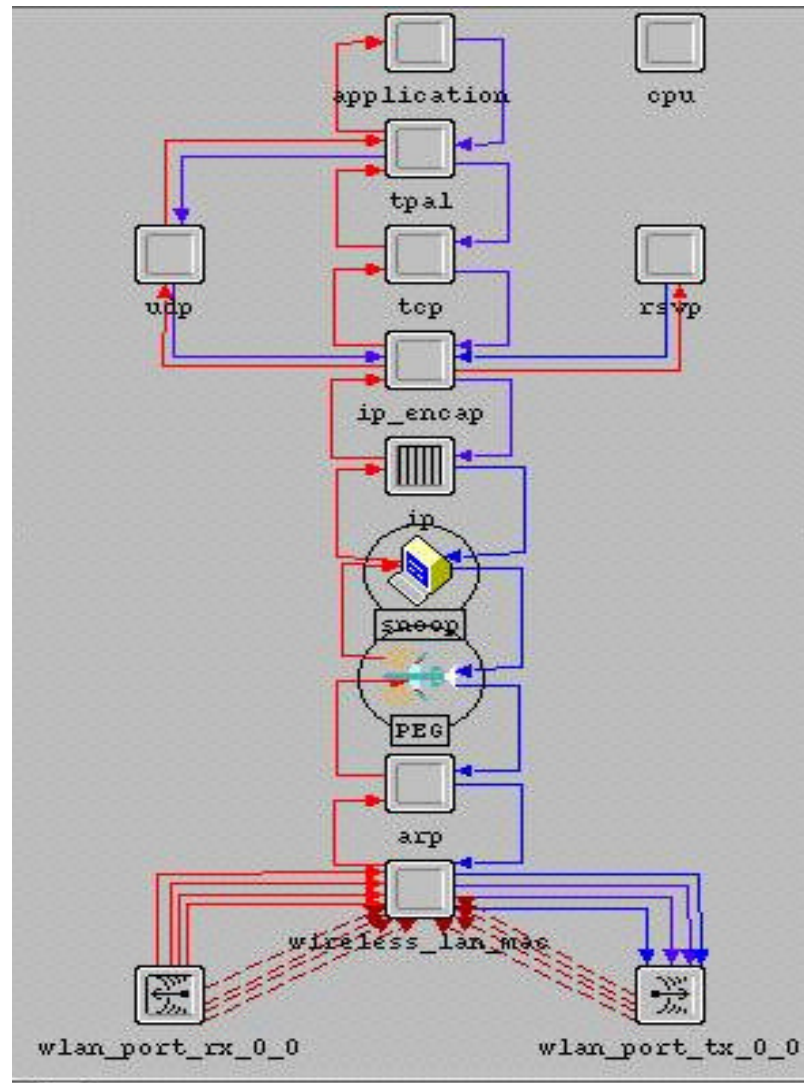 application
cpu
tpal
udp
tcp
rsvp
ip_encap
ip
snoop
PEG
arp
wireless_lan_mac
wlan_port_rx_0_0
wlan_port_tx_0_0